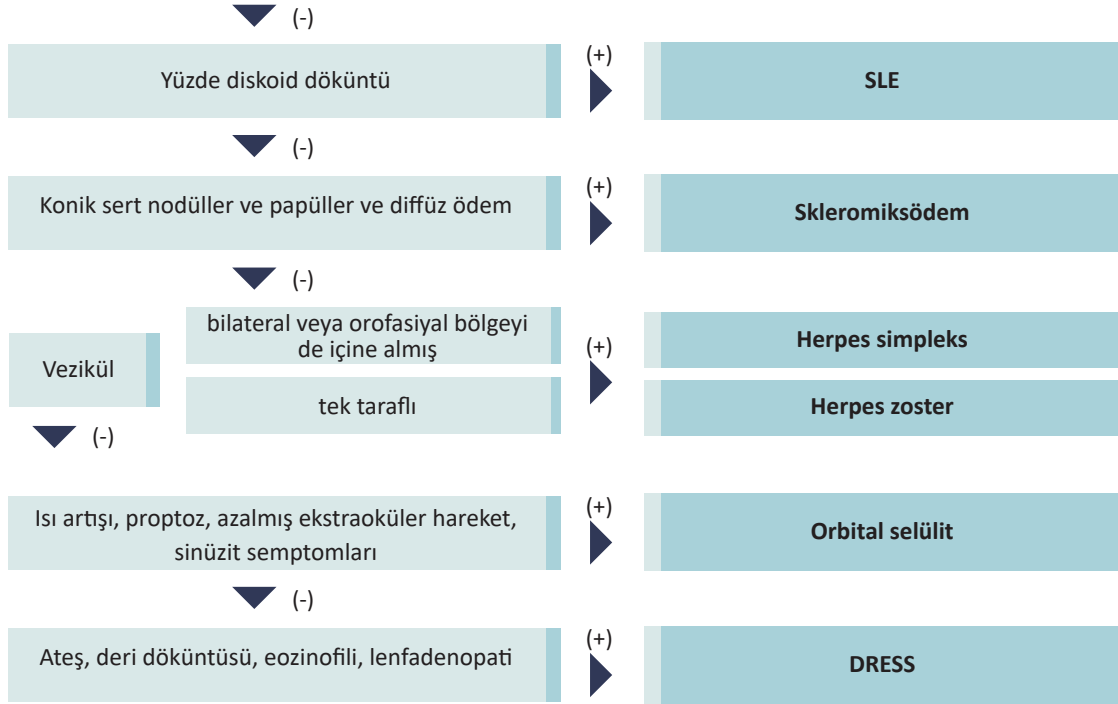 (-)
Yüzde diskoid döküntü
(+)
SLE
(-)
Konik sert nodüller ve papüller ve diffüz ödem
(+)
Skleromiksödem
(-)
Vezikül
bilateral veya orofasiyal bölgeyi
de içine almış
tek taraflı
(+)
Herpes simpleks
Herpes zoster
(-)
Isı artışı, proptoz, azalmış ekstraoküler hareket,
sinüzit semptomları
(+)
Orbital selülit
(-)
Ateş, deri döküntüsü, eozinofili, lenfadenopati
(+)
DRESS